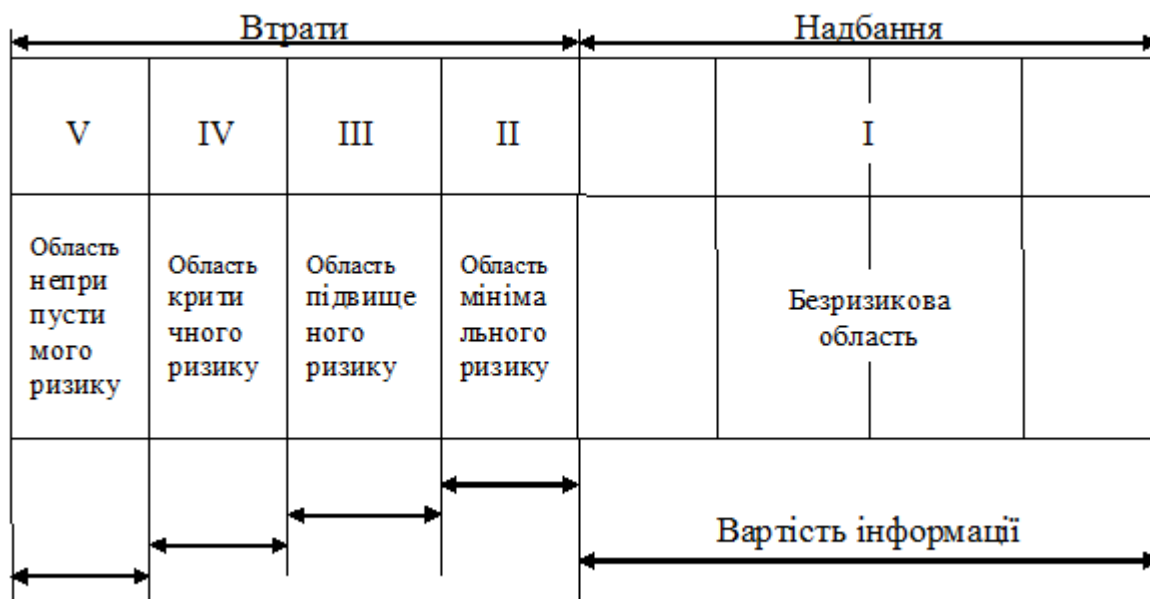 Втрати
Надбання
V
IV
III
II
I
Область
непри
пусти
мого
ризику
Область
крити
чного
ризику
Область
підвище
ного
ризику
Область
мініма
льного
ризику
Безризикова
область
Вартість інформації